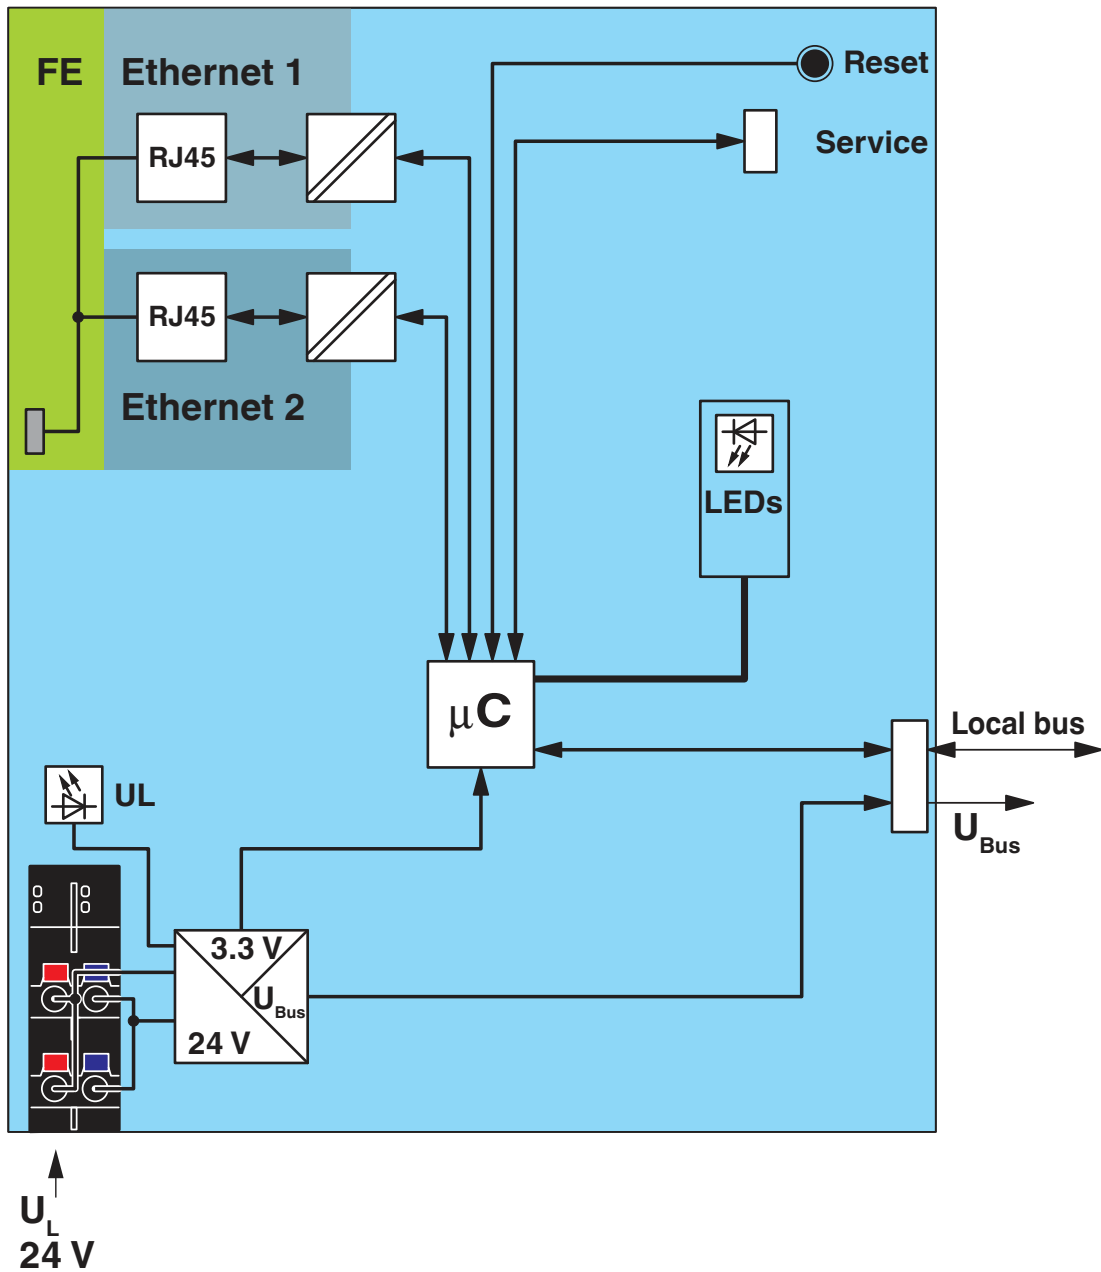 FE
Ethernet 1
Reset
RJ45
Service
RJ45
Ethernet 2
LEDs
μC
Local bus
UL
U Bus
3.3 V
U Bus
24 V
U L
24 V